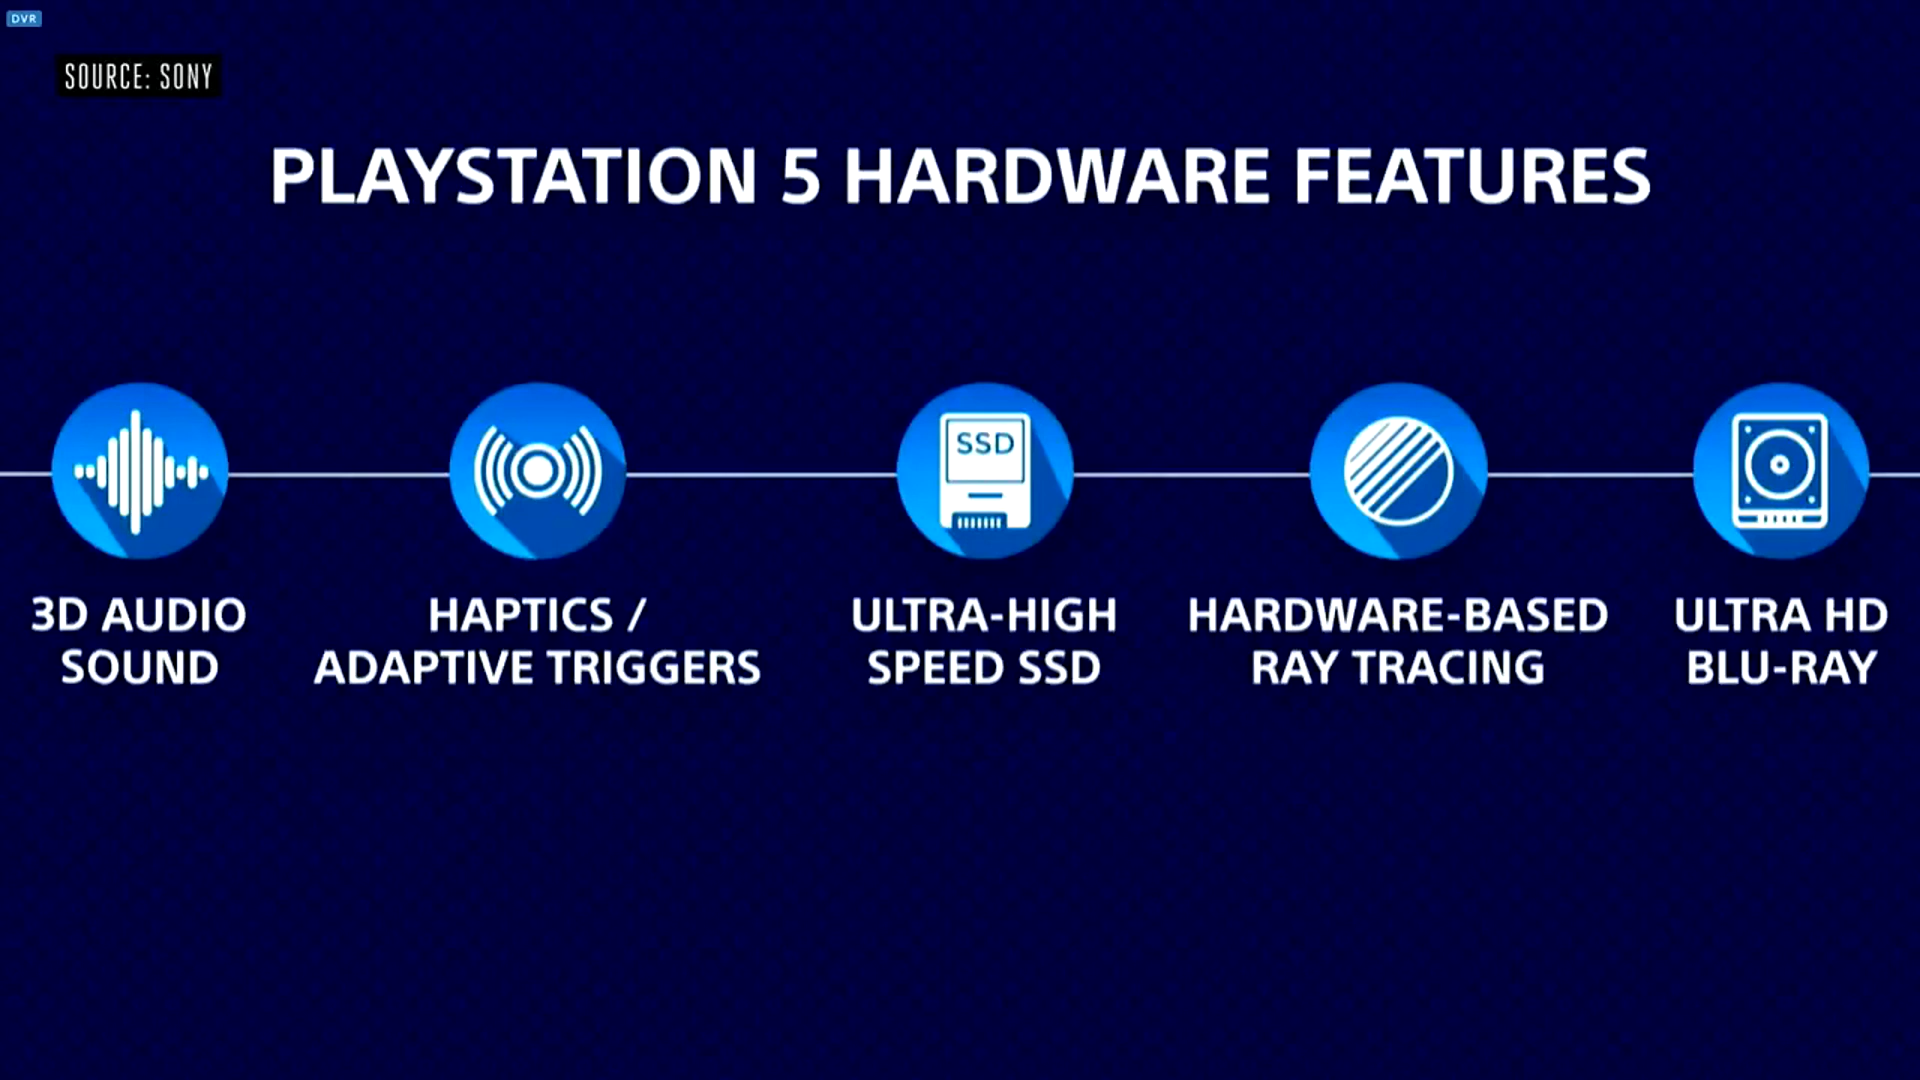 DVR
SOURCE: SONY
PLAYSTATION 5 HARDWARE FEATURES
SSD
3D AUDIO
SOUND
HAPTICS /
ADAPTIVE TRIGGERS
ULTRA-HIGH
SPEED SSD
HARDWARE-BASED
RAY TRACING
ULTRA HD
BLU-RAY